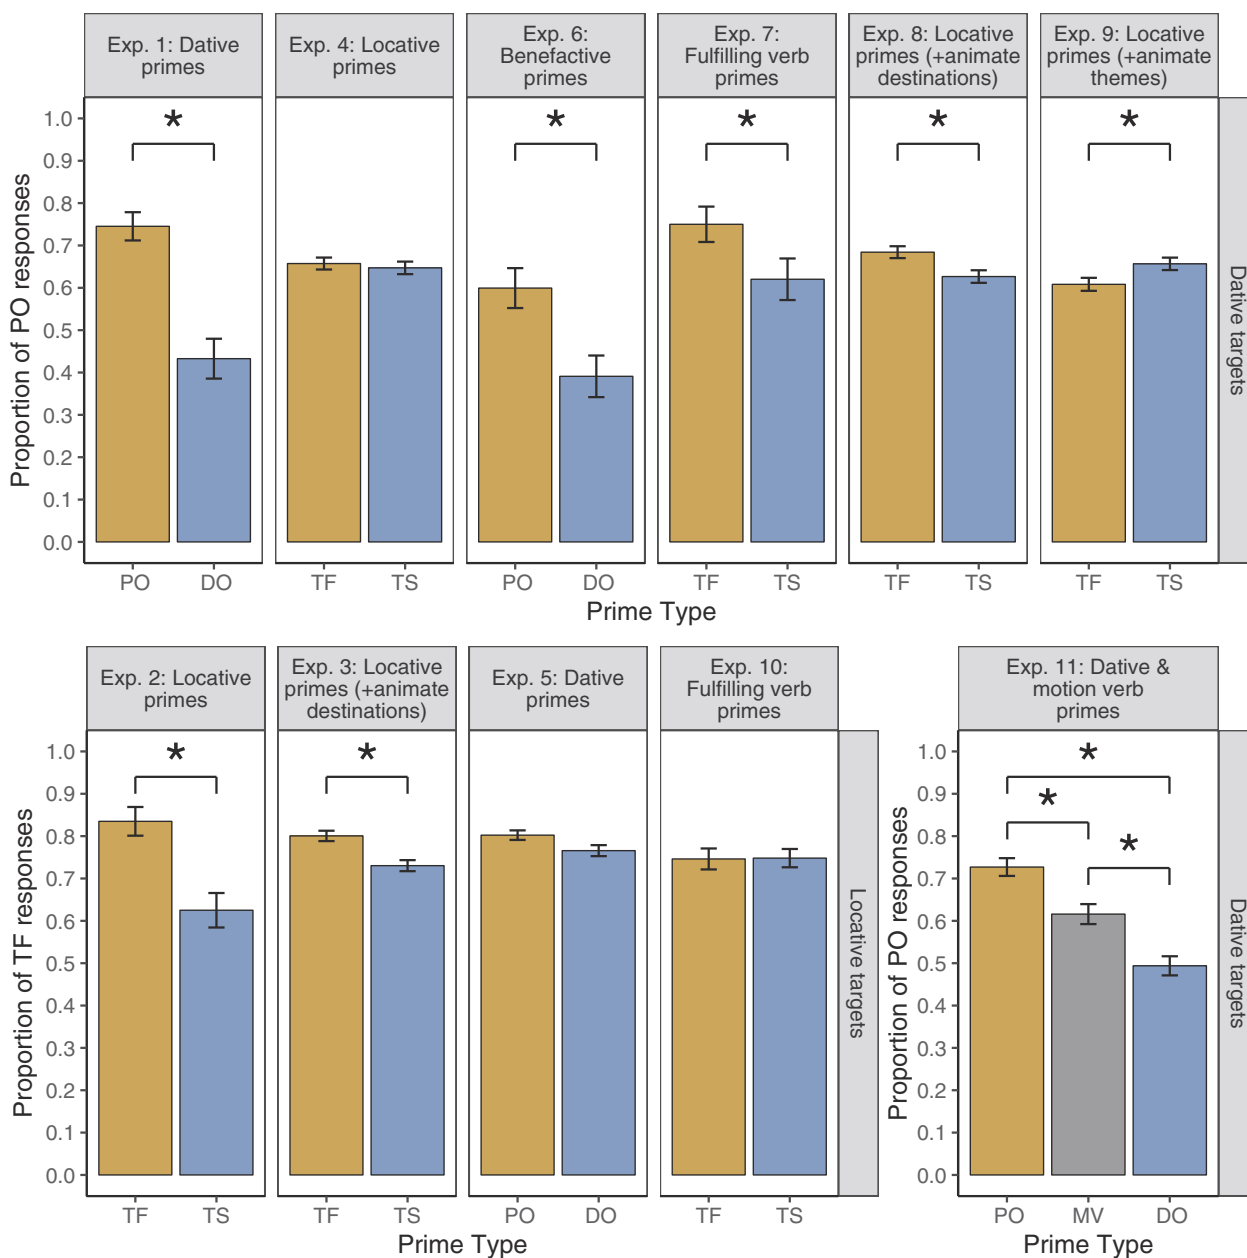 Exp. 1: Dative
primes
Exp. 4: Locative
primes
Exp. 6:
Benefactive
primes
Exp. 7:
Fulfilling verb
primes
Exp. 8: Locative
primes (+animate
destinations)
Exp. 9: Locative
primes (+animate
themes)
Proportion of PO responses
1.0
0.9
0.8
0.7
0.6
0.5
0.4
0.3
0.2
0.1
0.0
*
*
*
*
*
Dative targets
PO DO
TF TS
PO DO
TF TS
TF TS
TF TS
Prime Type
Exp. 2: Locative
primes
Exp. 3: Locative
primes (+animate
destinations)
Exp. 5: Dative
primes
Exp. 10:
Fulfilling verb
primes
Proportion of TF responses
1.0
0.9
0.8
0.7
0.6
0.5
0.4
0.3
0.2
0.1
0.0
*
*
Locative targets
TF TS
TF TS
PO DO
TF TS
Prime Type
Exp. 11: Dative &
motion verb
primes
Proportion of PO responses
1.0
0.9
0.8
0.7
0.6
0.5
0.4
0.3
0.2
0.1
0.0
*
*
*
Dative targets
PO MV DO
Prime Type